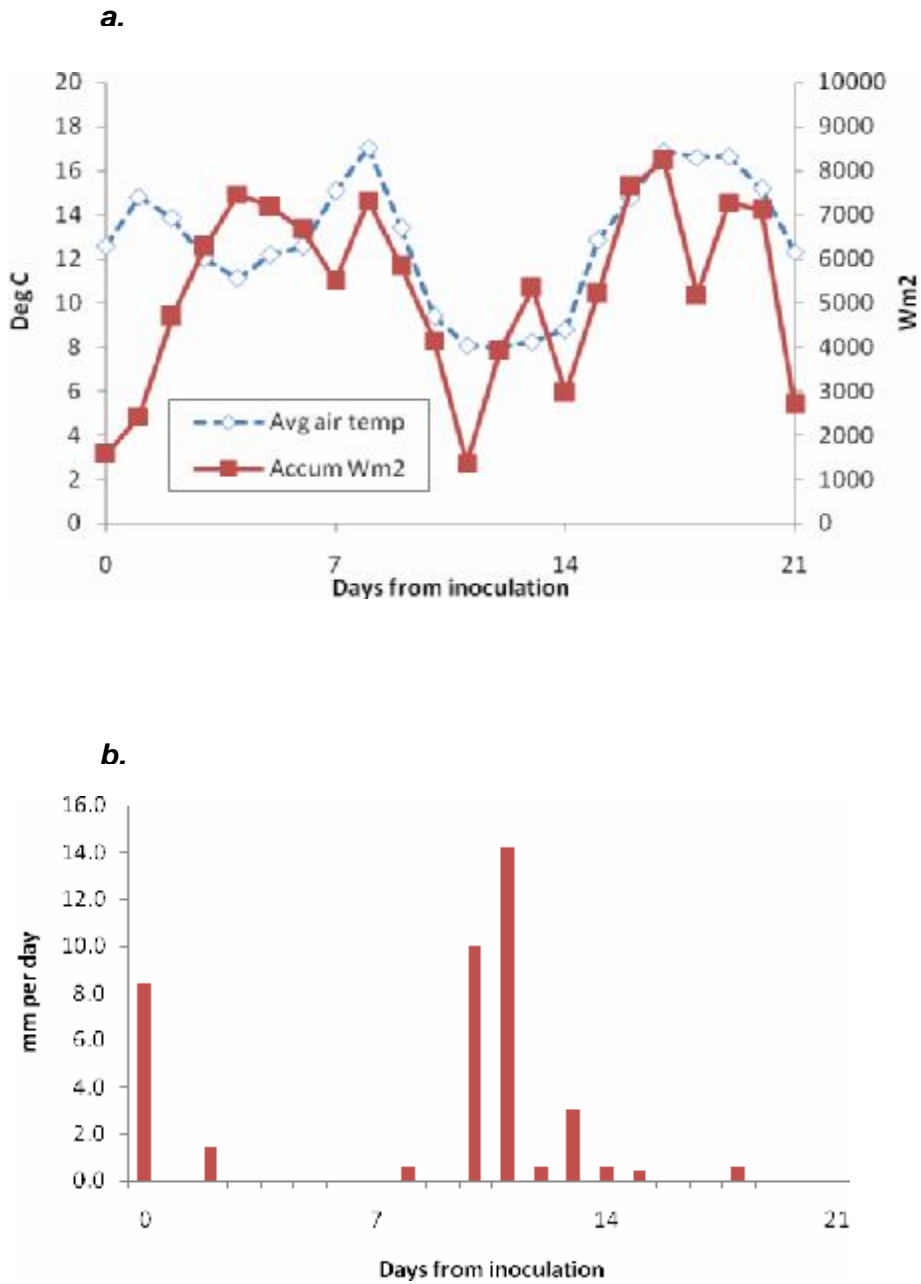 a.
20
18
16
14
12
10
8
6
4
2
0
Deg C
10000
9000
8000
7000
6000
5000
4000
3000
2000
1000
0
Wm2
Avg air temp
Accum Wm2
0 7 14 21
Days from inoculation
b.
16.0
14.0
12.0
10.0
8.0
6.0
4.0
2.0
0.0
mm per day
0 7 14 21
Days from inoculation